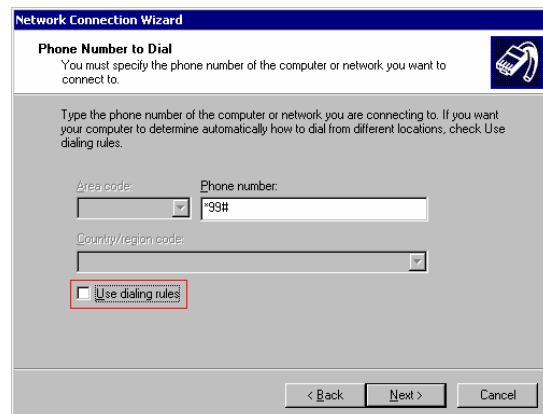 Network Connection Wizard
Phone Number to Dial
You must specify the phone number of the computer or network you want to
connect to.
Type the phone number of the computer or network you are connecting to. If you want
your computer to determine automatically how to dial from different locations, check Use
dialing rules.
Area code: Phone number:
*99#
Country/region code:
Use dialing rules
< Back Next > Cancel